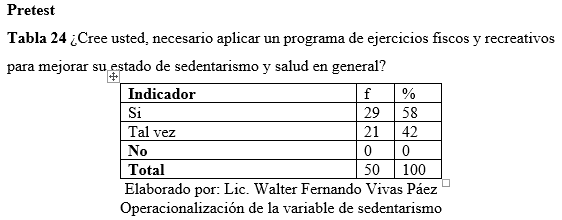 Pretest
Tabla 24 ¿Cree usted, necesario aplicar un programa de ejercicios fiscos y recreativos
para mejorar su estado de sedentarismo y salud en general?
Indicador f %
Si 29 58
Tal vez 21 42
No 0 0
Total 50 100
Elaborado por: Lic. Walter Fernando Vivas Páez
Operacionalización de la variable de sedentarismo